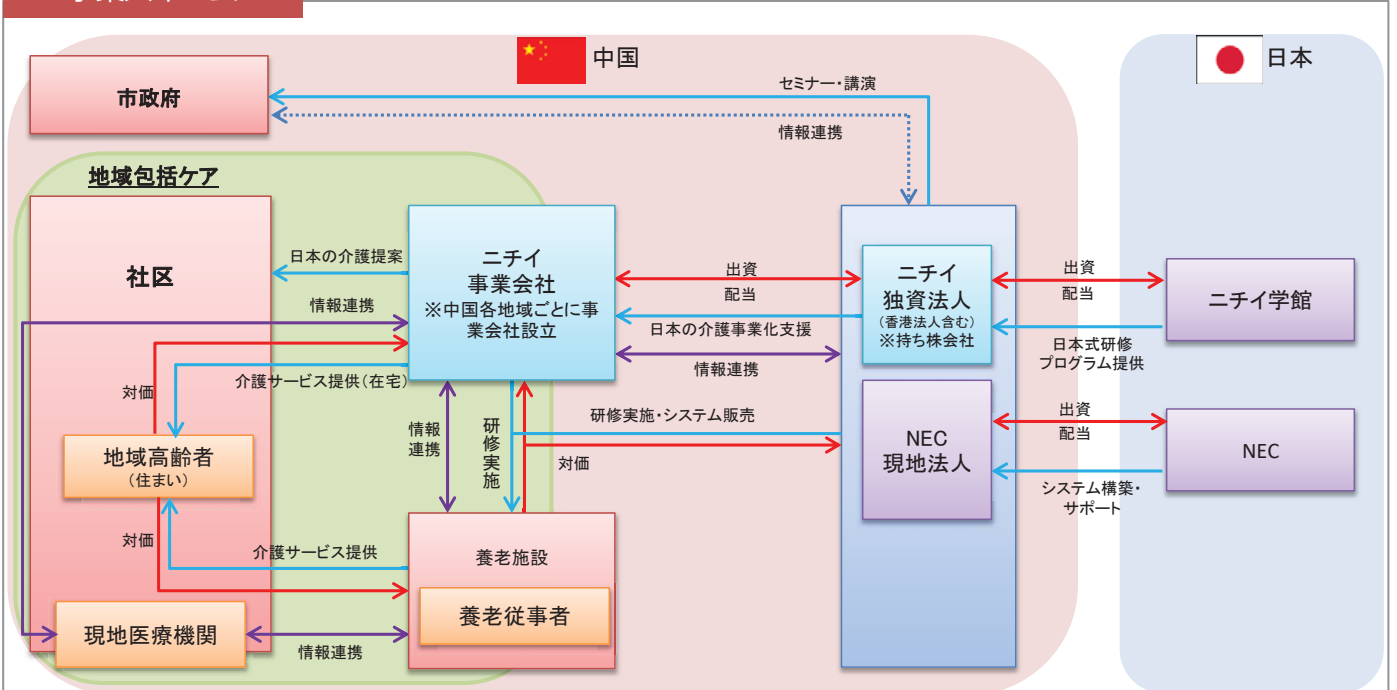 中国
日本
市政府
セミナー・講演
情報連携
地域包括ケア
社区
日本の介護提案
情報連携
対価
介護サービス提供（在宅）
地域高齢者
（住まい）
対価
介護サービス提供
現地医療機関
情報連携
ニチイ
事業会社
※中国各地域ごとに事
業会社設立
情報
連携
研修実施
対価
養老施設
養老従事者
出資
配当
日本の介護事業化支援
情報連携
研修実施・システム販売
ニチイ
独資法人
（香港法人含む）
※持ち株会社
NEC
現地法人
出資
配当
日本式研修
プログラム提供
出資
配当
システム構築・
サポート
ニチイ学館
NEC